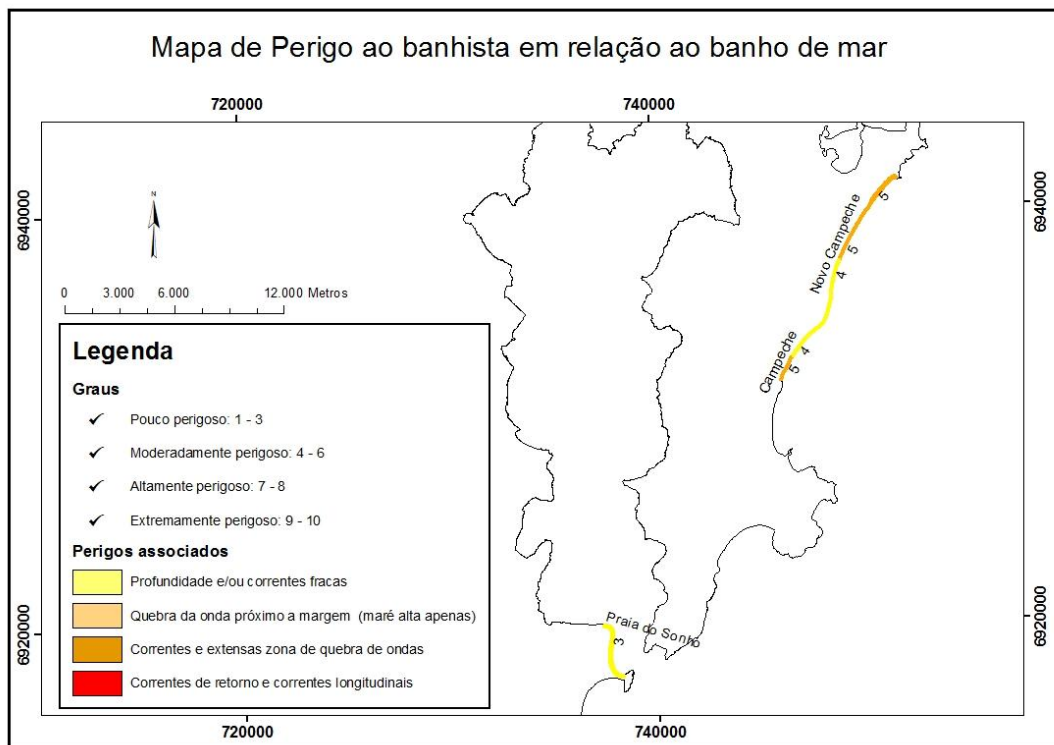 Mapa de Perigo ao banhista em relação ao banho de mar
720000
740000
6940000
6940000
N
0 3.000 6.000 12.000 Metros
Novo Campeche
5
5
4
Campeche
4
5
Legenda
Graus
Pouco perigoso: 1 - 3
Moderadamente perigoso: 4 - 6
Altamente perigoso: 7 - 8
Extremamente perigoso: 9 - 10
Perigos associados
Profundidade e/ou correntes fracas
Quebra da onda próximo a margem (maré alta apenas)
Correntes e extensas zona de quebra de ondas
Correntes de retorno e correntes longitudinais
Praia do Sonho
3
6920000
6920000
720000
740000